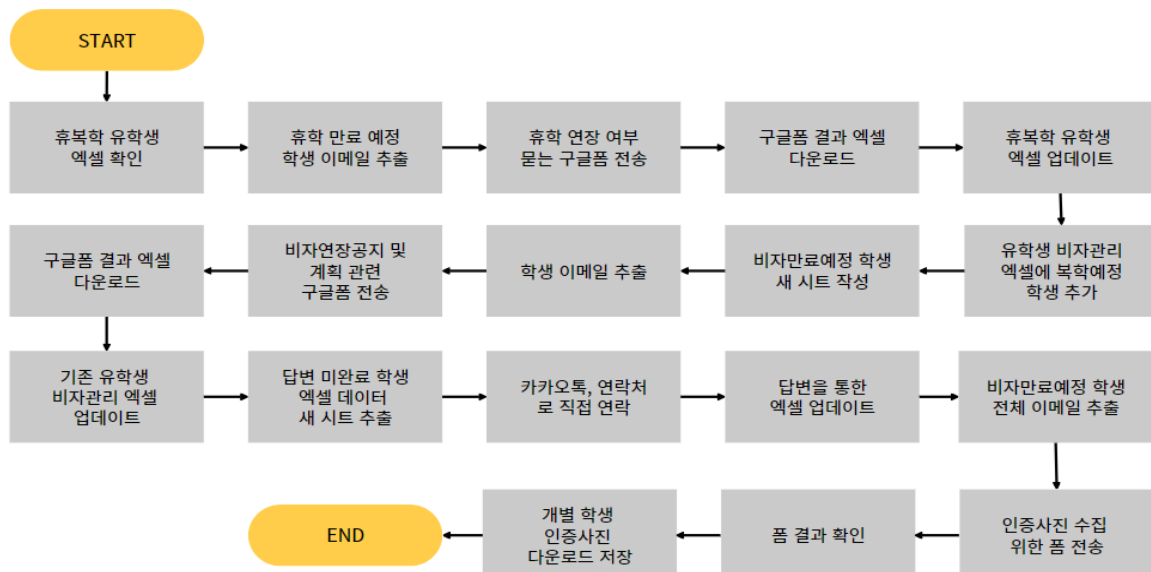 START
휴복학 유학생
엑셀 확인
휴학 만료 예정
학생 이메일 추출
휴학 연장 여부
묻는 구글폼 전송
구글폼 결과 엑셀
다운로드
휴복학 유학생
엑셀 업데이트
유학생 비자관리
엑셀에 복학예정
학생 추가
비자만료예정 학생
새 시트 작성
학생 이메일 추출
비자연장공지 및
계획 관련
구글폼 전송
구글폼 결과 엑셀
다운로드
기존 유학생
비자관리 엑셀
업데이트
답변 미완료 학생
엑셀 데이터
새 시트 추출
카카오톡, 연락처
로 직접 연락
답변을 통한
엑셀 업데이트
비자만료예정 학생
전체 이메일 추출
인증사진 수집
위한 폼 전송
폼 결과 확인
개별 학생
인증사진
다운로드 저장
END